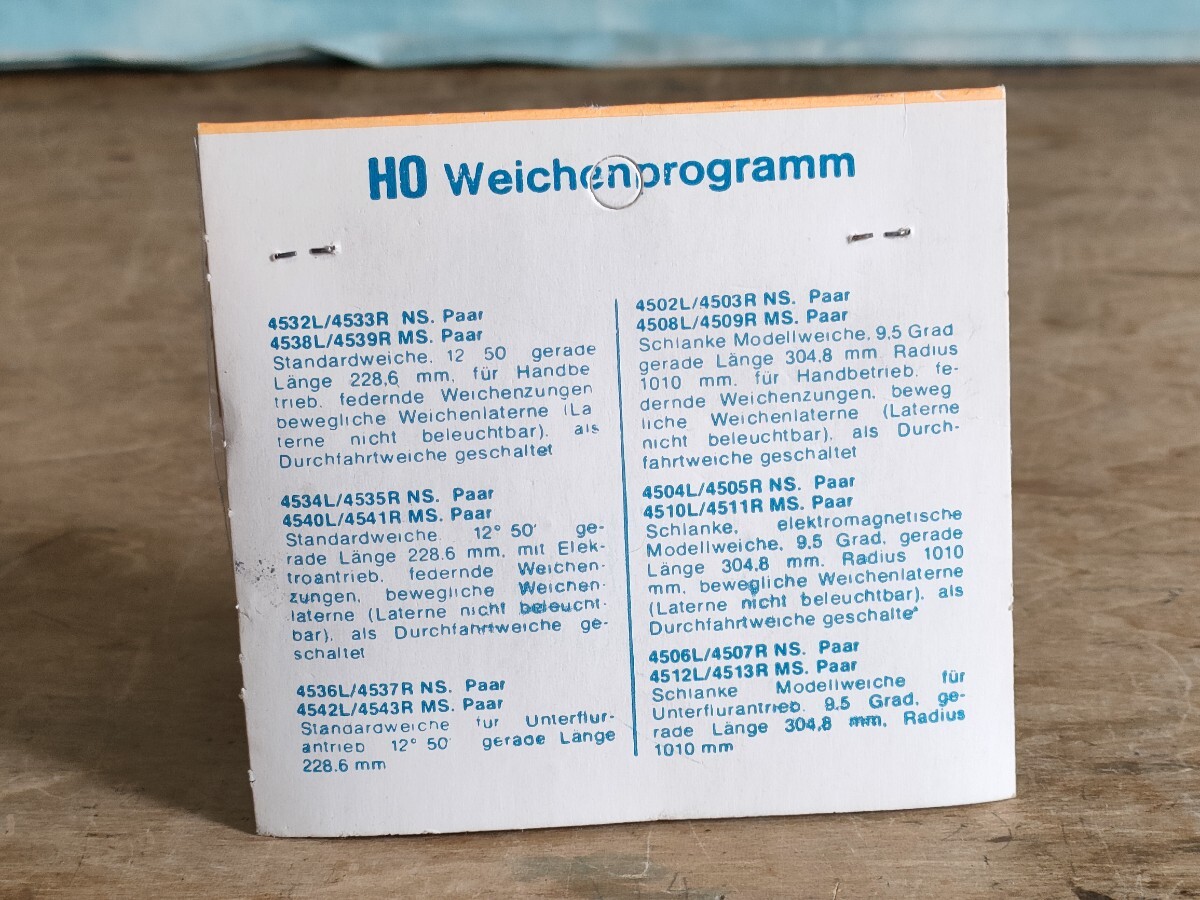 HO Weichenprogramm
4532L/4533R NS. Paar
4538L/4539R MS. Paar
Standardweiche. 12 50 gerade
Länge 228,6 mm, für Handbe
trieb. federnde Weichenzungen
bewegliche Weichenlaterne (La
terne nicht beleuchtbar). als
Durchfahrtweiche geschaltet
4534L/4535R NS. Paar
4540L/4541R MS. Paar
Standardweiche 12° 50' ge-
rade Länge 228.6 mm, mit Elek-
troantrieb. federnde Weichen-
zungen, bewegliche Weichen-
laterne (Laterne nicht beleucht-
bar), als Durchfahrtweiche ge-
schaltet
4536L/4537R NS. Paar
4542L/4543R MS. Paar
Standardweiche fur Unterflur-
antrieb 12° 50' gerade Länge
228.6 mm
4502L/4503R NS. Paar
4508L/4509R MS. Paar
Schlanke Modellweiche, 9.5 Grad
gerade Länge 304,8 mm Radius
1010 mm. für Handbetrieb. fe-
dernde Weichenzungen. beweg
liche Weichenlaterne (Laterne
nicht beleuchtbar), als Durch-
fahrtweiche geschaltet
4504L/4505R NS. Paar
4510L/4511R MS. Paar
Schlanke, elektromagnetische
Modellweiche, 9.5 Grad, gerade
Länge 304,8 mm. Radius 1010
mm, bewegliche Weichenlaterne
(Laterne nicht beleuchtbar). als
Durchfahrtweiche geschaltet
4506L/4507R NS. Paar
4512L/4513R MS. Paar
Schlanke Modellweiche für
Unterflurantrieb. 9.5 Grad, ge-
rade Länge 304,8 mm, Radius
1010 mm